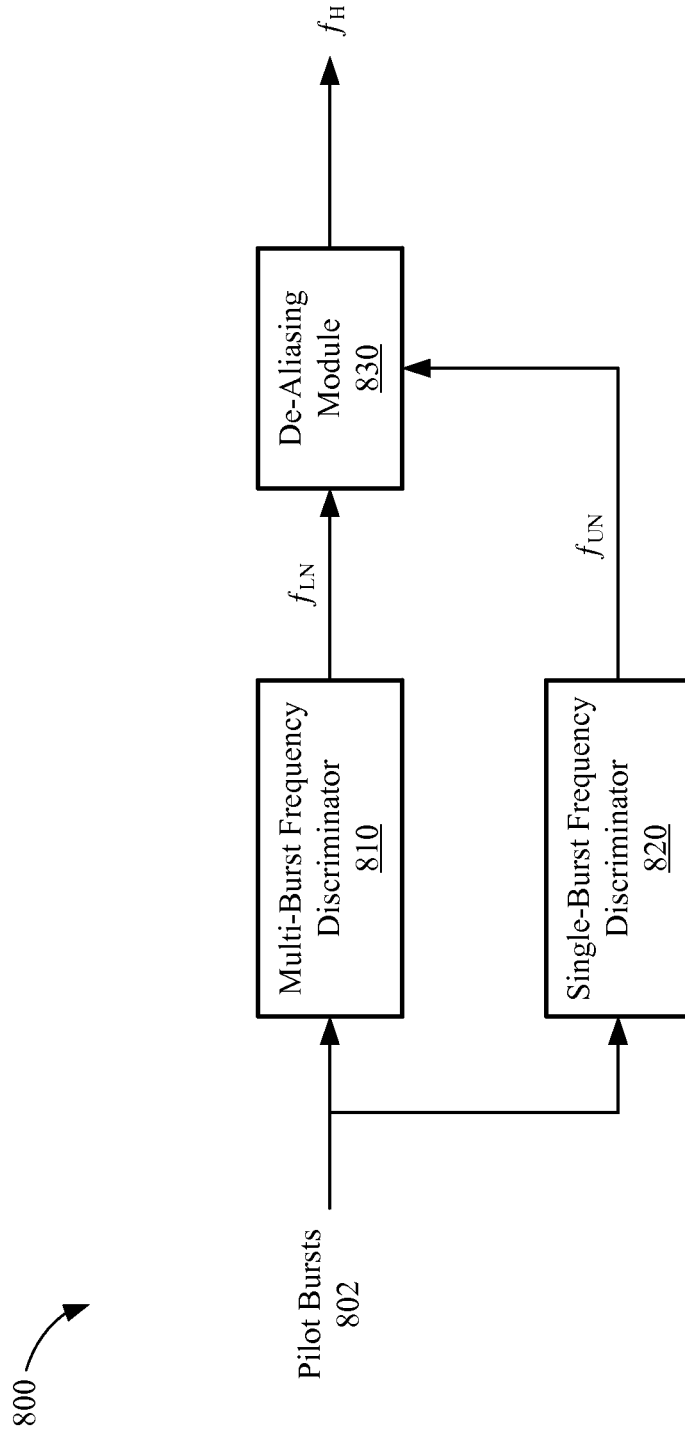 800
Pilot Bursts
802
Multi-Burst Frequency
Discriminator
810
f_LN
De-Aliasing
Module
830
f_H
Single-Burst Frequency
Discriminator
820
f_UN